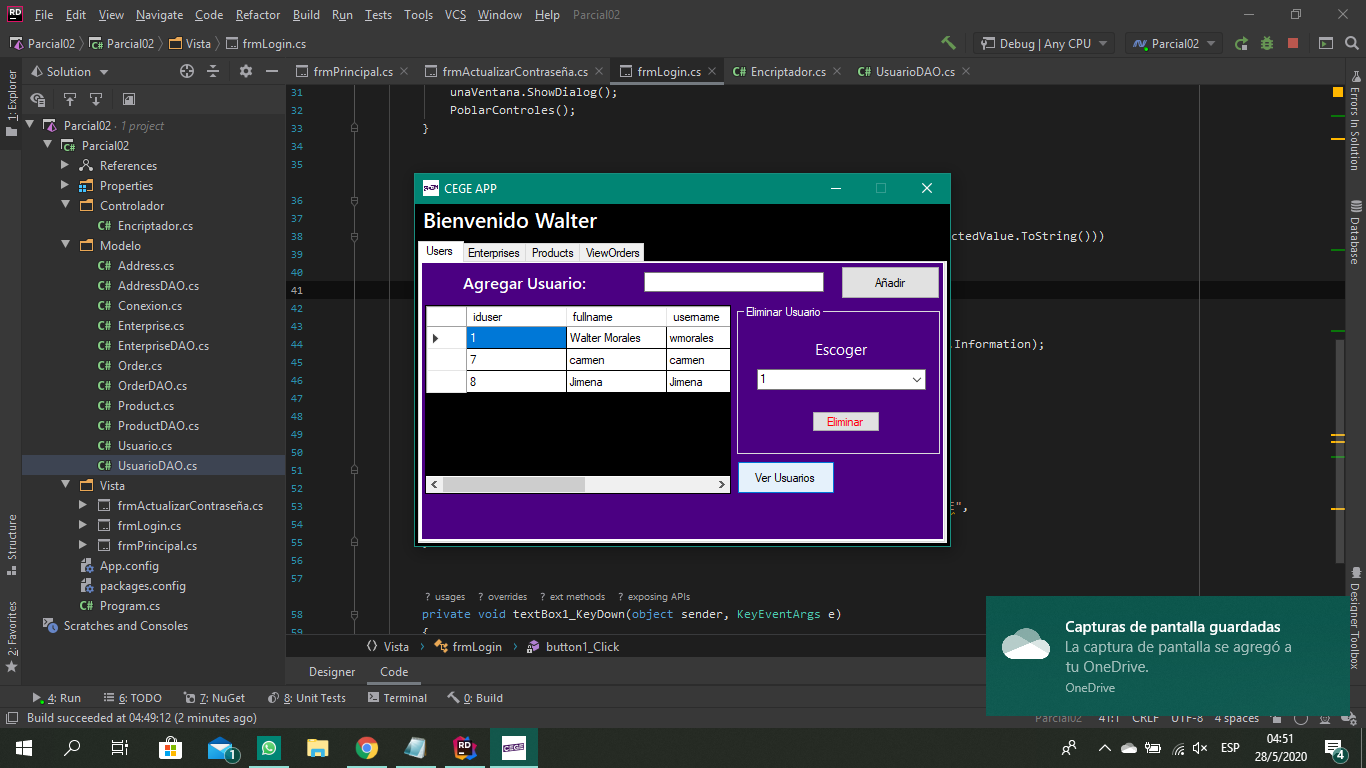 File Edit View Navigate Code Refactor Build Run Tests Tools VCS Window Help Parcial02
Parcial02 Parcial02 Vista frmLogin.cs
Debug | Any CPU Parcial02
1: Explorer
Solution
frmPrincipal.cs frmActualizarContraseña.cs frmLogin.cs Encriptador.cs UsuarioDAO.cs
Parcial02 · 1 project
Parcial02
References
Properties
Controlador
Encriptador.cs
Modelo
Address.cs
AddressDAO.cs
Conexion.cs
Enterprise.cs
EnterpriseDAO.cs
Order.cs
OrderDAO.cs
Product.cs
ProductDAO.cs
Usuario.cs
UsuarioDAO.cs
Vista
frmActualizarContraseña.cs
frmLogin.cs
frmPrincipal.cs
App.config
packages.config
Program.cs
Scratches and Consoles
Structure
2: Favorites
31 unaVentana.ShowDialog();
32 PoblarControles();
33 }
34
35
36
37
38 ctedValue.ToString()))
39
40
41
42
43
44 .Information);
45
46
47
48
49
50
51
52
53 ",
54
55
56
57
? usages ? overrides ? ext methods ? exposing APIs
58 private void textBox1_KeyDown(object sender, KeyEventArgs e)
59 {
CEGE APP
Bienvenido Walter
Users Enterprises Products ViewOrders
Agregar Usuario: Añadir
iduser fullname username
1 Walter Morales wmorales
7 carmen carmen
8 Jimena Jimena
Eliminar Usuario
Escoger
1
Eliminar
Ver Usuarios
Errors In Solution
Database
Designer Toolbox
Vista frmLogin button1_Click
Designer Code
Capturas de pantalla guardadas
La captura de pantalla se agregó a
tu OneDrive.
OneDrive
4: Run 6: TODO 7: NuGet 8: Unit Tests Terminal 0: Build
Build succeeded at 04:49:12 (2 minutes ago) Parcial02 41:1 CRLF UTF-8 4 spaces
1 CEGE ESP 04:51
28/5/2020 4